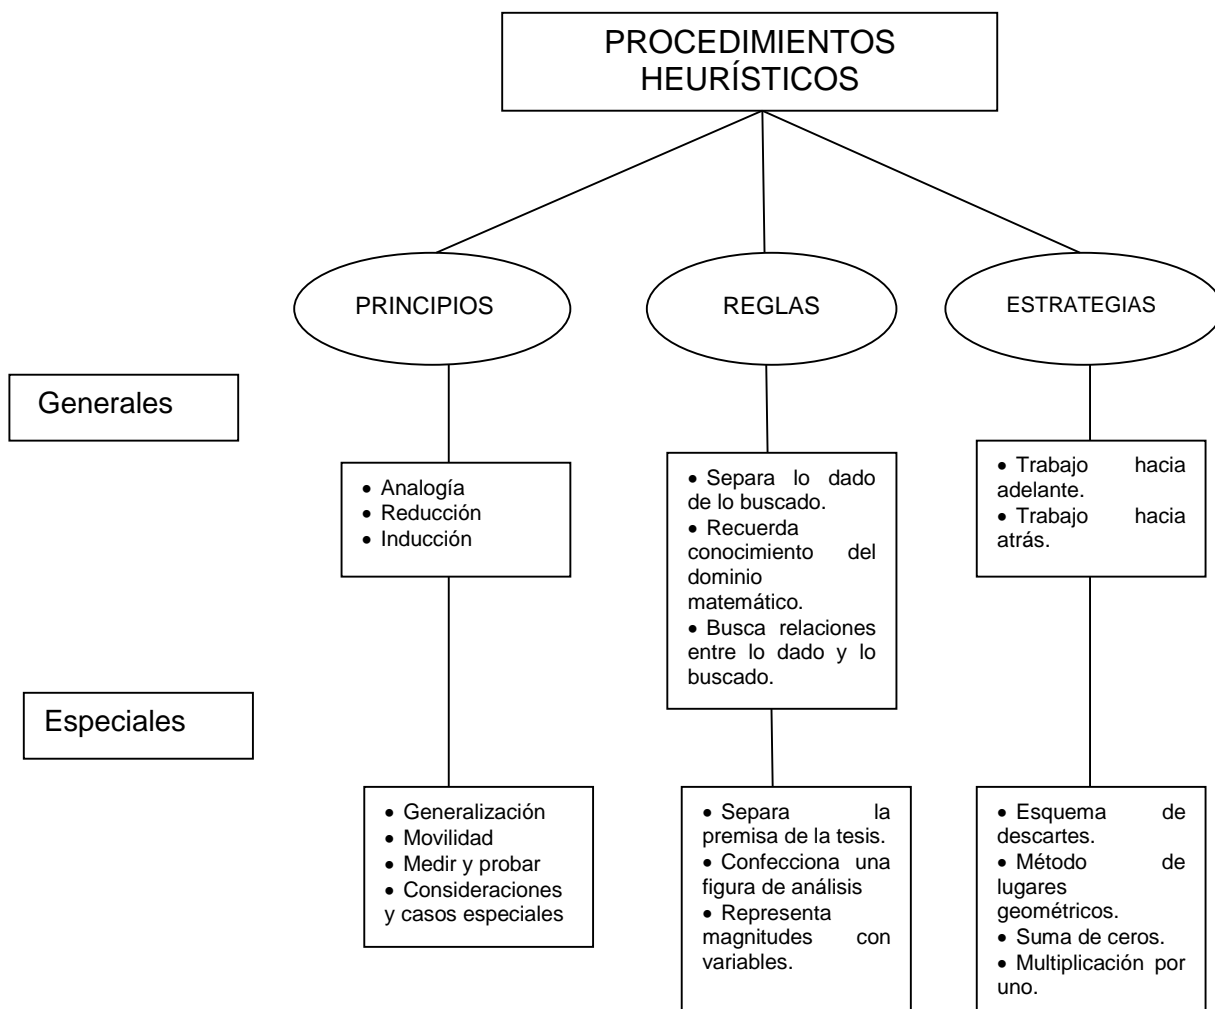 PROCEDIMIENTOS
HEURÍSTICOS
PRINCIPIOS
REGLAS
ESTRATEGIAS
Generales
• Analogía
• Reducción
• Inducción
• Separa lo dado
de lo buscado.
• Recuerda
conocimiento del
dominio
matemático.
• Busca relaciones
entre lo dado y lo
buscado.
• Trabajo hacia
adelante.
• Trabajo hacia
atrás.
Especiales
• Generalización
• Movilidad
• Medir y probar
• Consideraciones
y casos especiales
• Separa la
premisa de la tesis.
• Confecciona una
figura de análisis
• Representa
magnitudes con
variables.
• Esquema de
descartes.
• Método de
lugares
geométricos.
• Suma de ceros.
• Multiplicación por
uno.